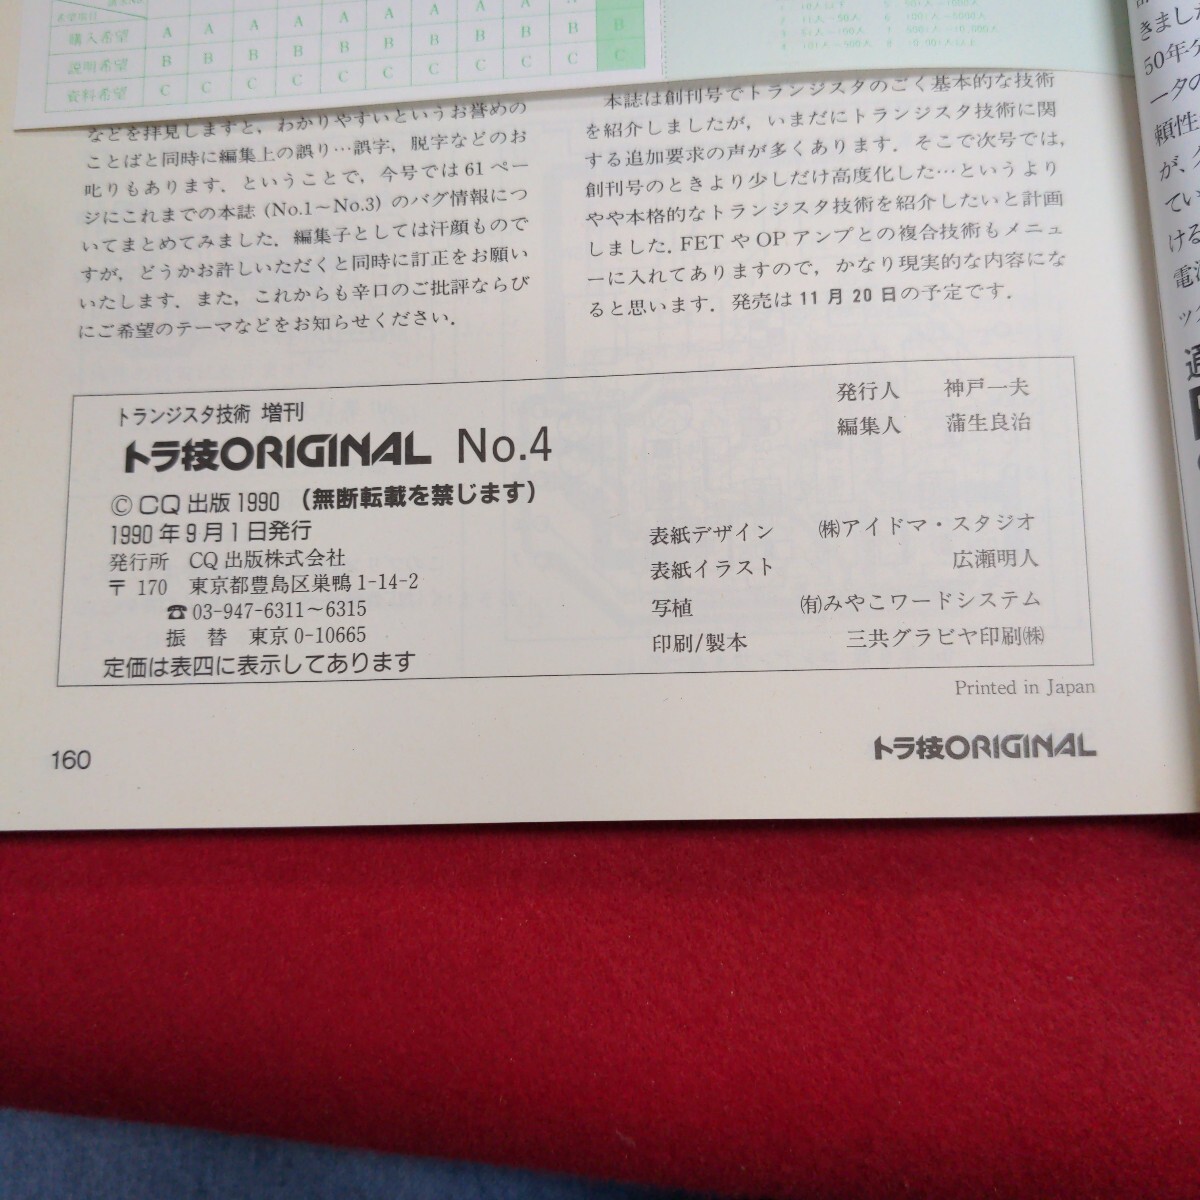 希望項目
購入希望 A A A A A A A A A A B
説明希望 B B B B B B B B B B
資料希望 C C C C C C C C C C C
などを拝見しますと，わかりやすいというお誉めの
ことばと同時に編集上の誤り…誤字，脱字などのお
叱りもあります．ということで，今号では61ペー
ジにこれまでの本誌(No.1～No.3)のバグ情報につ
いてまとめてみました．編集子としては汗顔もので
すが，どうかお許しいただくと同時に訂正をお願い
いたします．また，これからも辛口のご批評ならび
にご希望のテーマなどをお知らせください．
本誌は創刊号でトランジスタのごく基本的な技術
を紹介しましたが，いまだにトランジスタ技術に関
する追加要求の声が多くあります．そこで次号では，
創刊号のときより少しだけ高度化した…というより
やや本格的なトランジスタ技術を紹介したいと計画
しました．FETやOPアンプとの複合技術もメニュ
ーに入れてありますので，かなり現実的な内容にな
ると思います．発売は11月20日の予定です．
トランジスタ技術 増刊
トラ技ORIGINAL No.4
©CQ出版1990 (無断転載を禁じます)
1990年9月1日発行
発行所 CQ出版株式会社
〒170 東京都豊島区巣鴨1-14-2
☎03-947-6311～6315
振替 東京0-10665
定価は表四に表示してあります
発行人 神戸一夫
編集人 蒲生良治
表紙デザイン ㈱アイドマ・スタジオ
表紙イラスト 広瀬明人
写植 ㈲みやこワードシステム
印刷/製本 三共グラビヤ印刷㈱
Printed in Japan
160
トラ技ORIGINAL
きまし
50年
ータの
頼性
が，
てい
ける
電